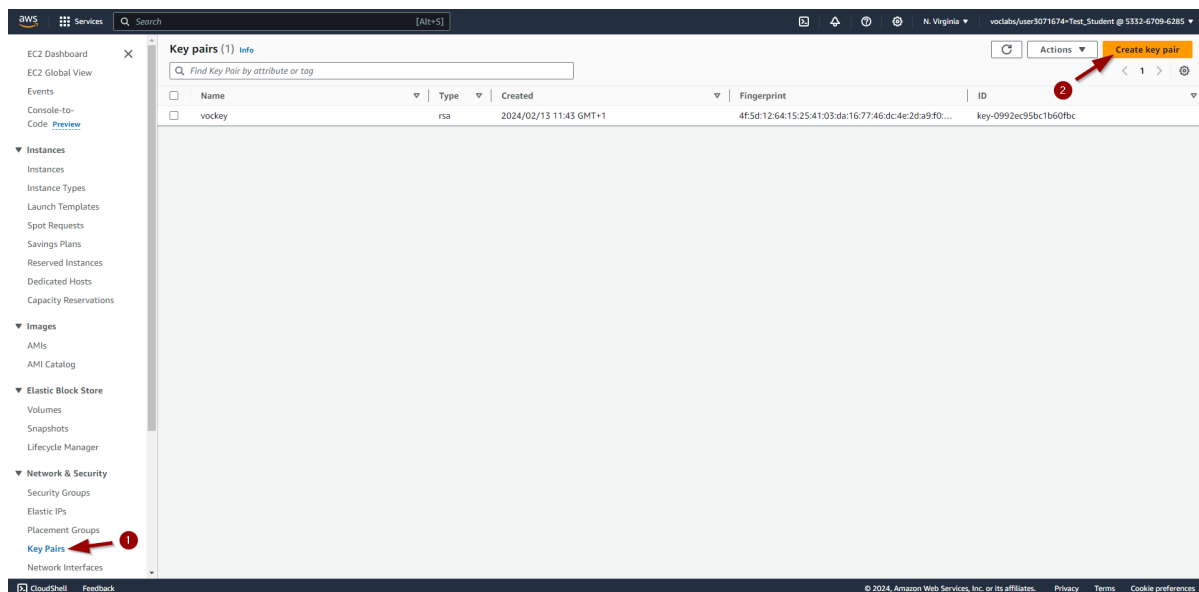 aws Services Search [Alt+S] N. Virginia voclabs/user3071674=Test_Student @ 5332-6709-6285
EC2 Dashboard
EC2 Global View
Events
Console-to-
Code Preview
Instances
Instances
Instance Types
Launch Templates
Spot Requests
Savings Plans
Reserved Instances
Dedicated Hosts
Capacity Reservations
Images
AMIs
AMI Catalog
Elastic Block Store
Volumes
Snapshots
Lifecycle Manager
Network & Security
Security Groups
Elastic IPs
Placement Groups
1
Key Pairs
Network Interfaces
Key pairs (1) Info
Actions Create key pair
Find Key Pair by attribute or tag
1
2
Name Type Created Fingerprint ID
vockey rsa 2024/02/13 11:43 GMT+1 4f:5d:12:64:15:25:41:03:da:16:77:46:dc:4e:2d:a9:f0:... key-0992ec95bc1b60fbc
CloudShell Feedback © 2024, Amazon Web Services, Inc. or its affiliates. Privacy Terms Cookie preferences